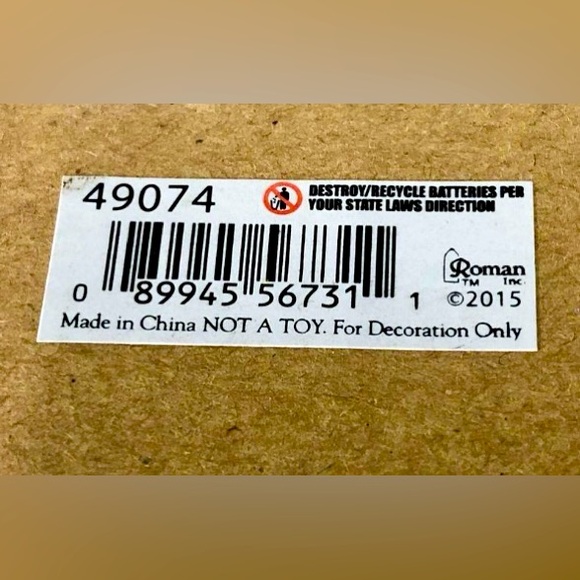 49074
DESTROY/RECYCLE BATTERIES PER
YOUR STATE LAWS DIRECTION
0 89945 56731 1
Roman
TM Inc.
©2015
Made in China NOT A TOY. For Decoration Only